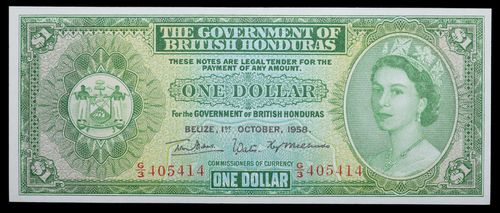 $1 THE GOVERNMENT OF $1
BRITISH HONDURAS
THESE NOTES ARE LEGAL TENDER FOR THE
PAYMENT OF ANY AMOUNT.
ONE DOLLAR
For the GOVERNMENT OF BRITISH HONDURAS
BELIZE, 1ST OCTOBER, 1958.
COMMISSIONERS OF CURRENCY
G/3 405414 G/3 405414
$1 ONE DOLLAR $1